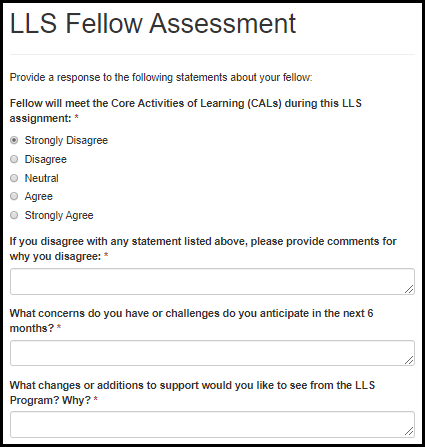 LLS Fellow Assessment
Provide a response to the following statements about your fellow:
Fellow will meet the Core Activities of Learning (CALs) during this LLS
assignment: *
Strongly Disagree
Disagree
Neutral
Agree
Strongly Agree
If you disagree with any statement listed above, please provide comments for
why you disagree: *
What concerns do you have or challenges do you anticipate in the next 6
months? *
What changes or additions to support would you like to see from the LLS
Program? Why? *